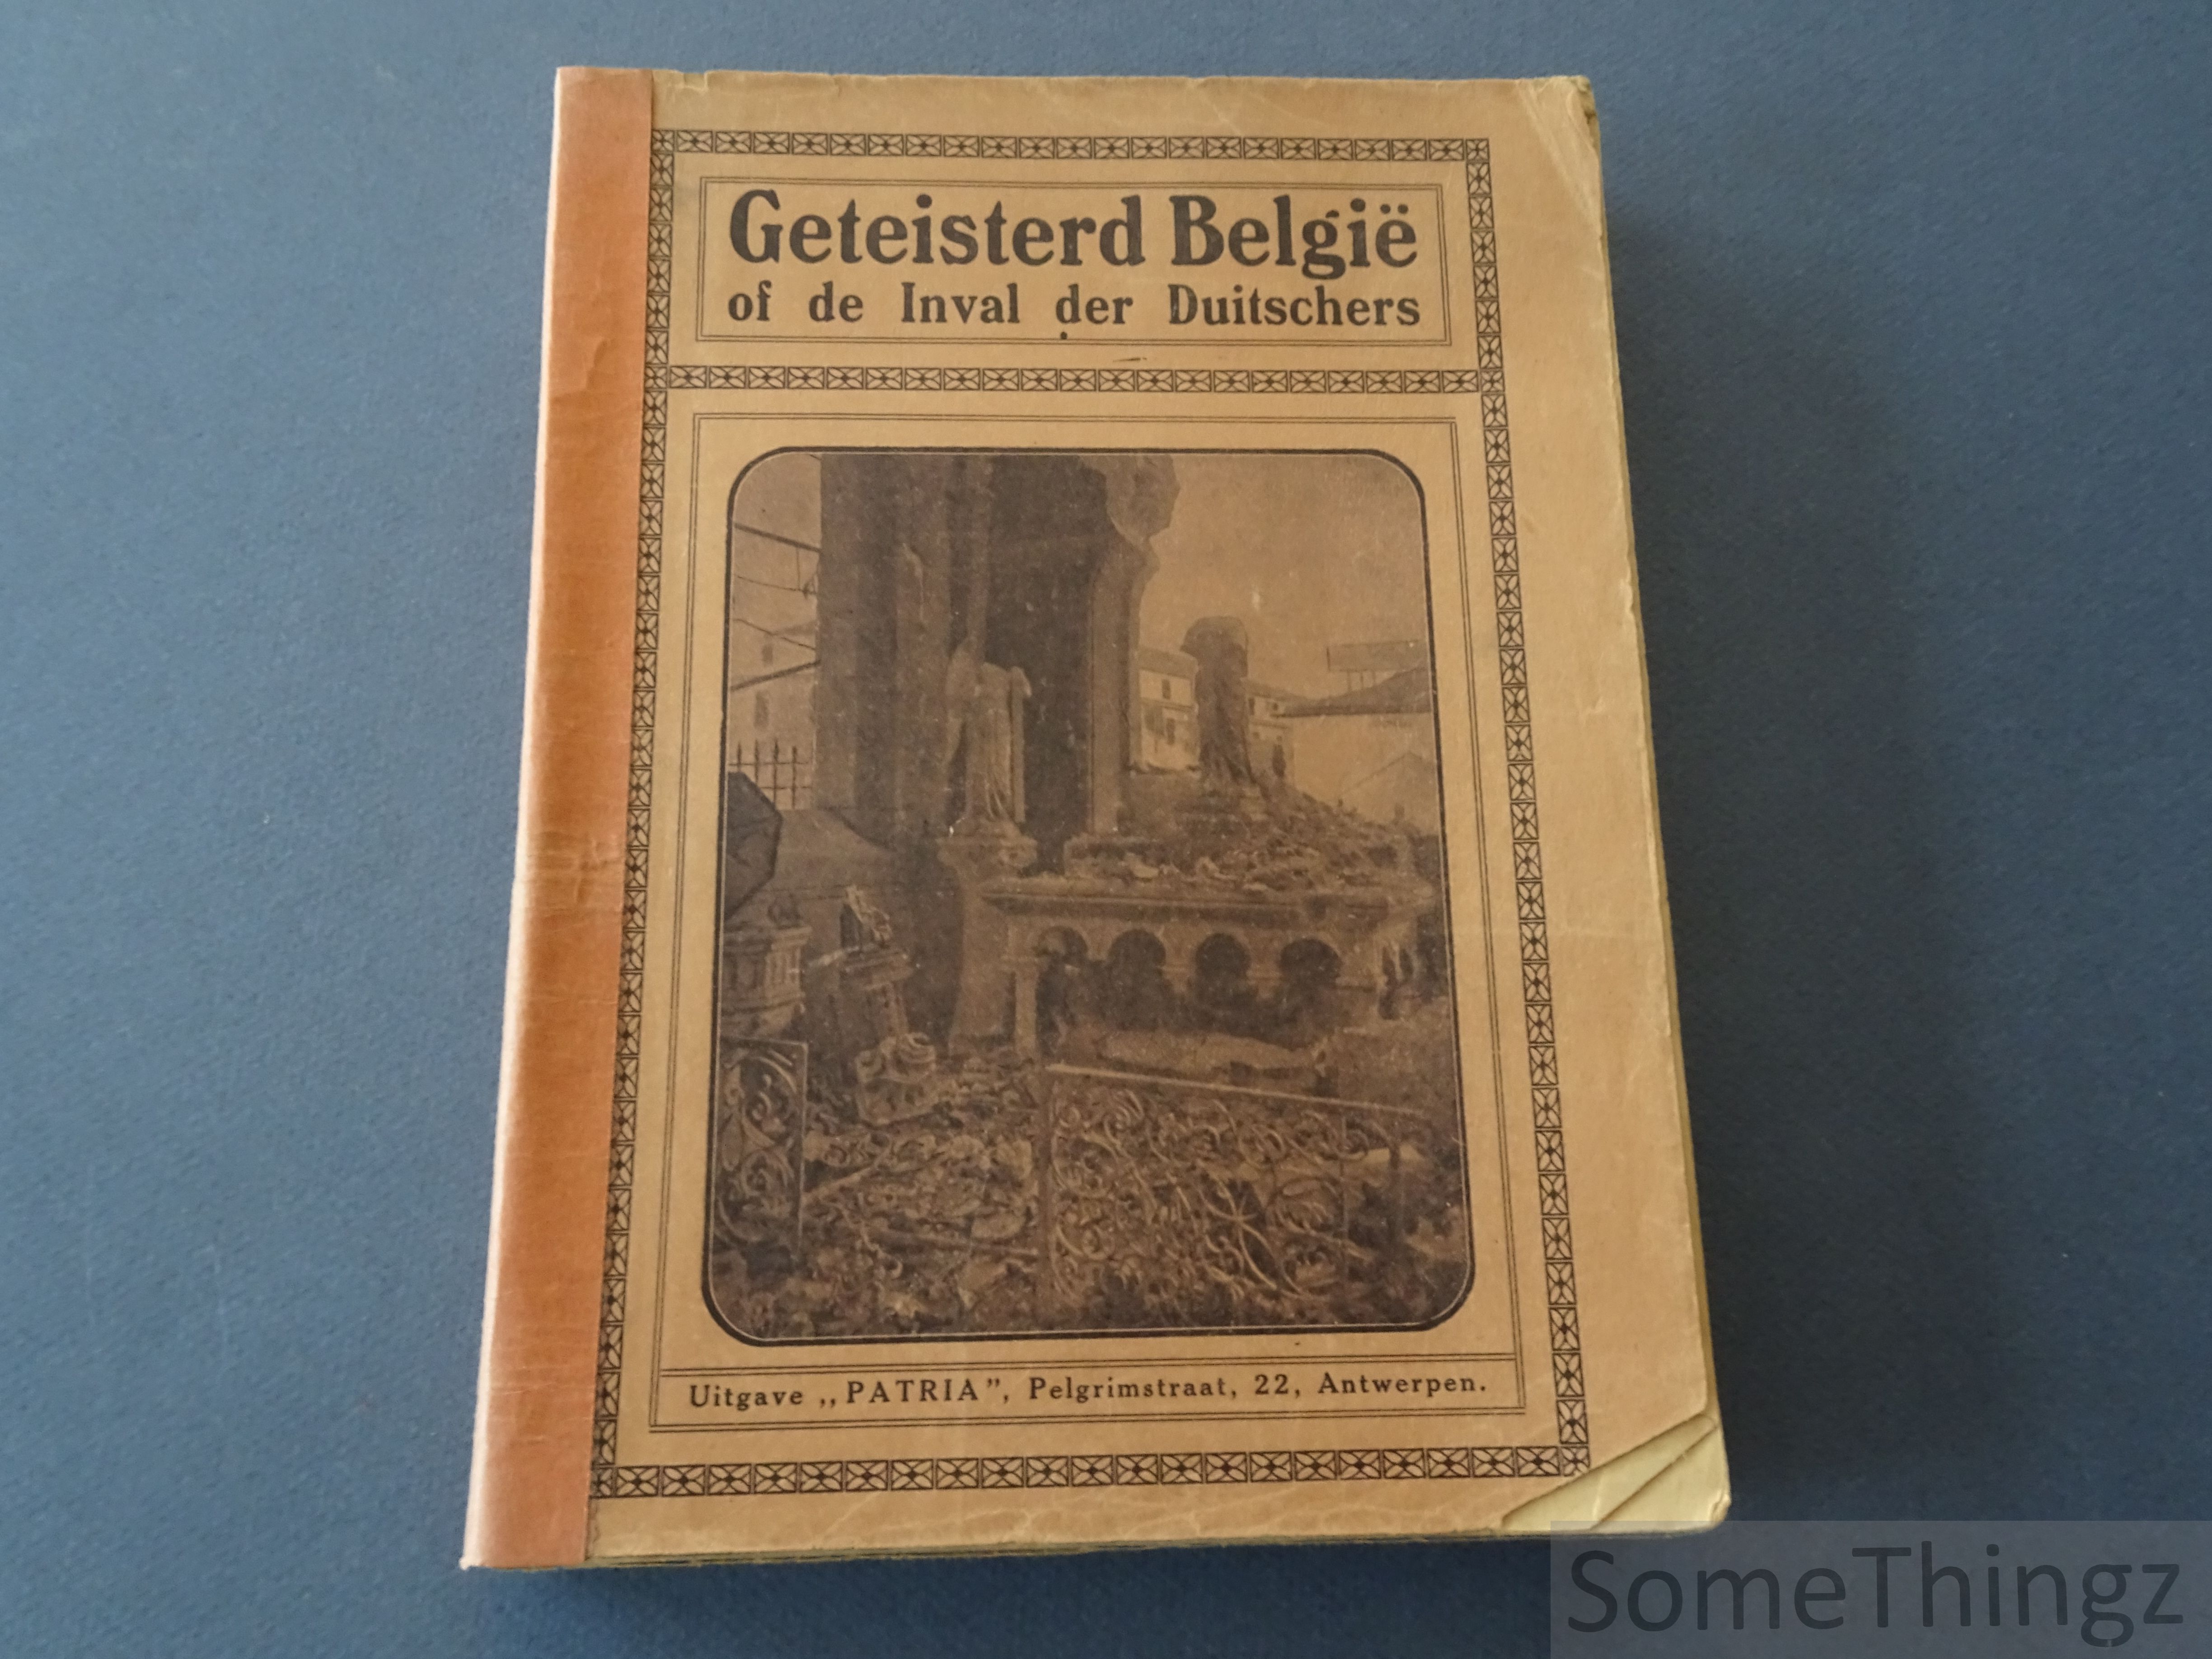 Geteisterd België
of de Inval der Duitschers
Uitgave „PATRIA”, Pelgrimstraat, 22, Antwerpen.
SomeThingz